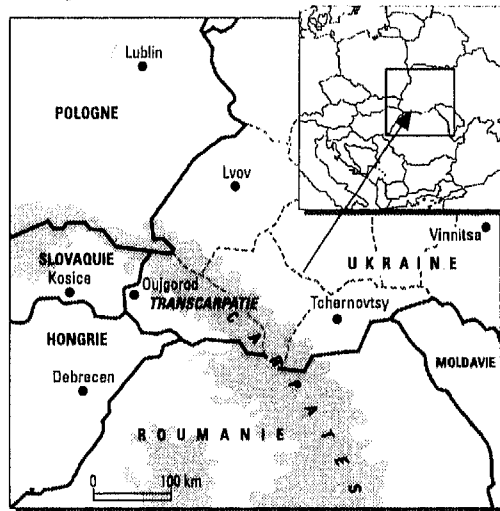 Lublin
POLOGNE
Lvov
Vinnitsa
SLOVAQUIE
Kosice
Oujgorod
UKRAINE
TRANSCARPATIE
Tchernovtsy
CARPATES
HONGRIE
MOLDAVIE
Debrecen
ROUMANIE
0 100 km